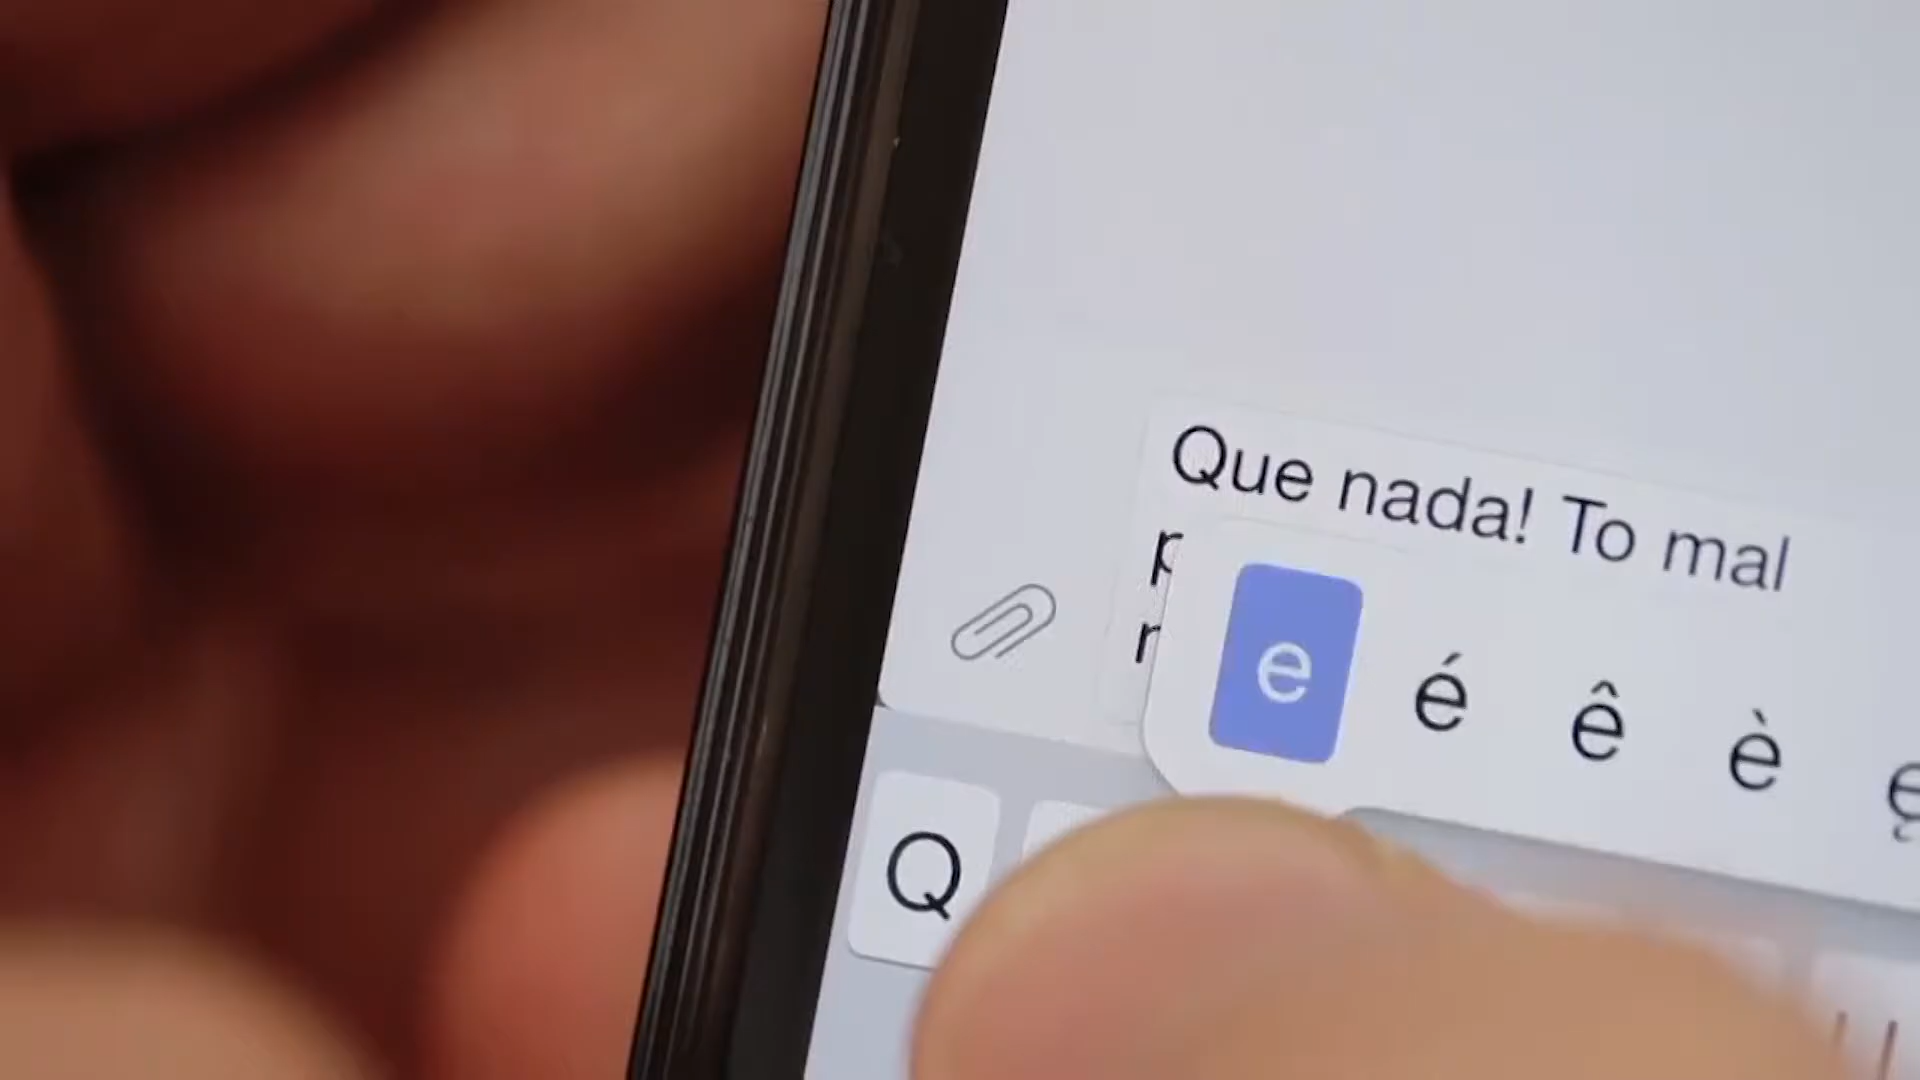 Que nada! To mal
p
e é ê è ę
Q